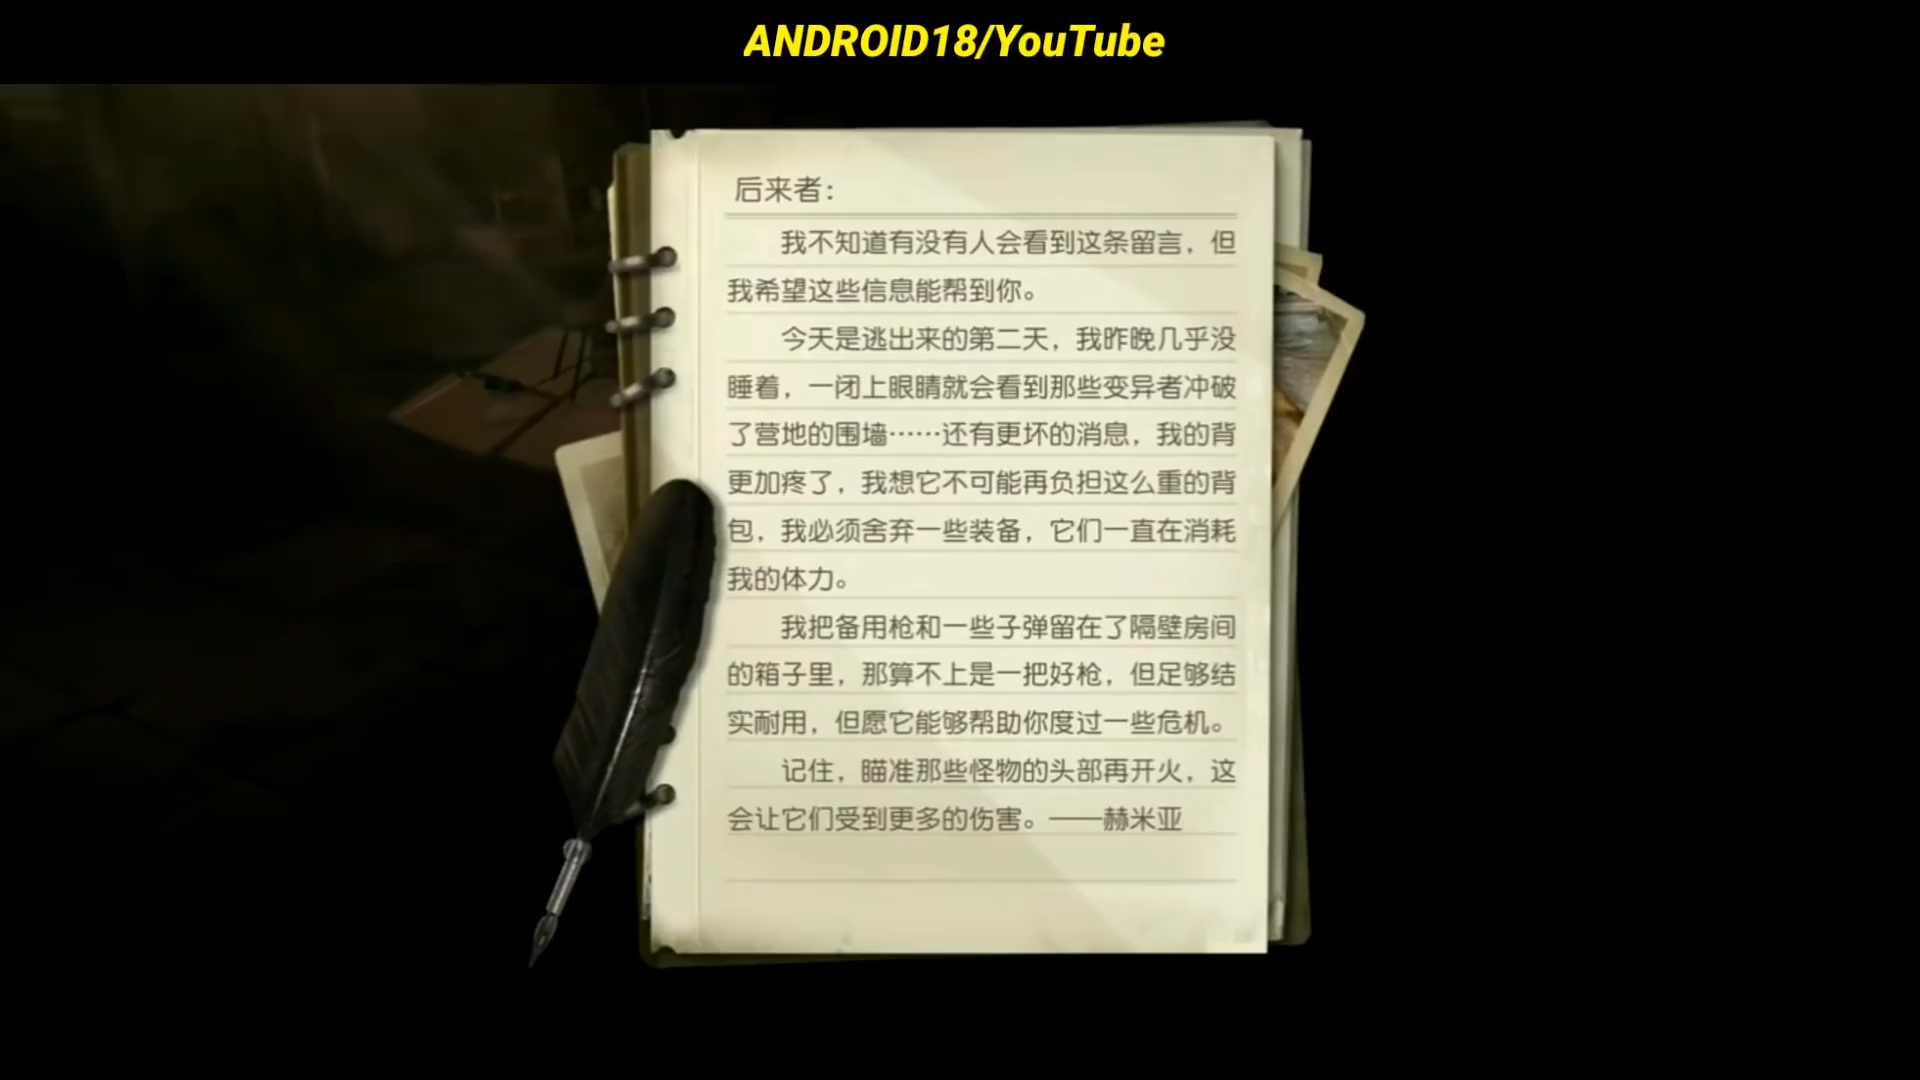 ANDROID18/YouTube
后来者：
我不知道有没有人会看到这条留言，但
我希望这些信息能帮到你。
今天是逃出来的第二天，我昨晚几乎没
睡着，一闭上眼睛就会看到那些变异者冲破
了营地的围墙……还有更坏的消息，我的背
更加疼了，我想它不可能再负担这么重的背
包，我必须舍弃一些装备，它们一直在消耗
我的体力。
我把备用枪和一些子弹留在了隔壁房间
的箱子里，那算不上是一把好枪，但足够结
实耐用，但愿它能够帮助你度过一些危机。
记住，瞄准那些怪物的头部再开火，这
会让它们受到更多的伤害。——赫米亚